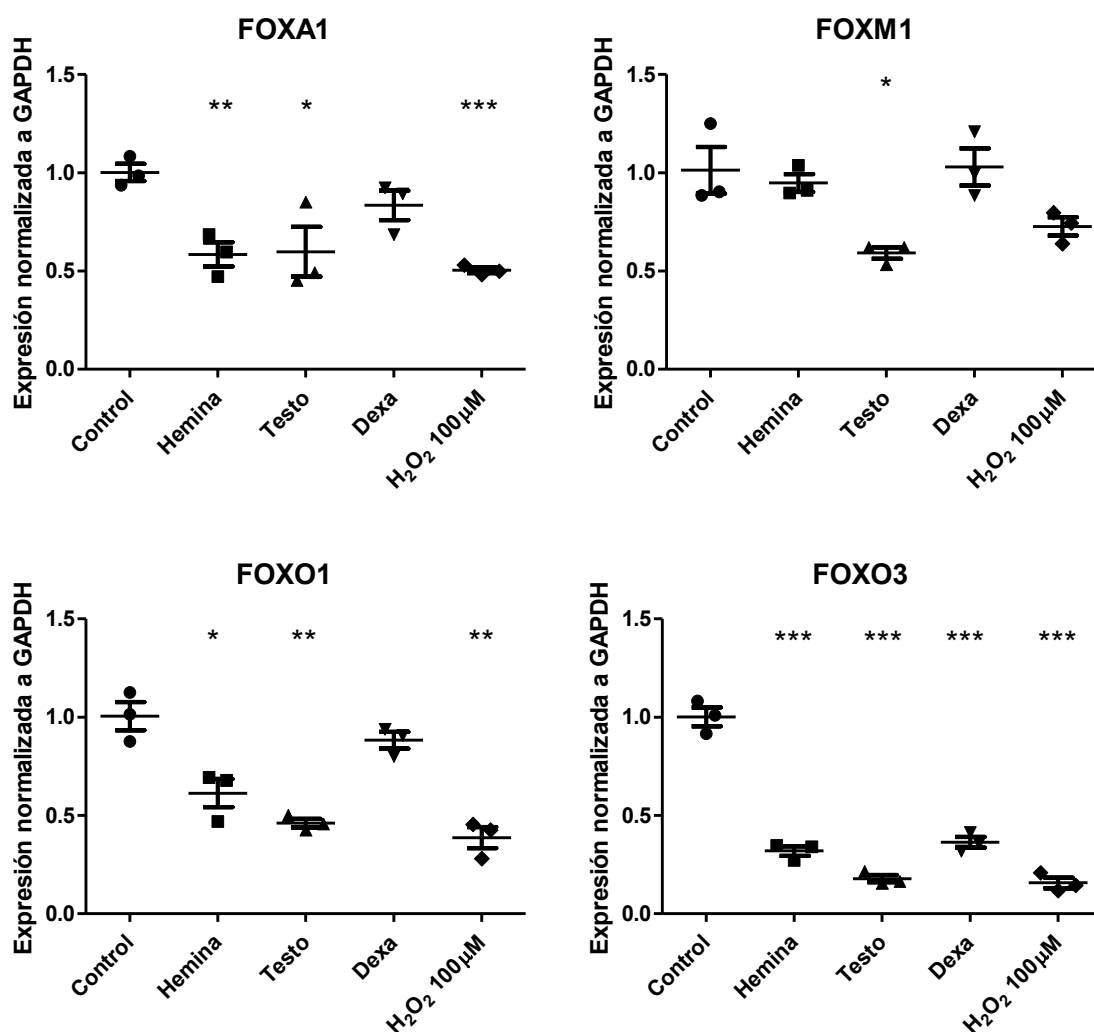 FOXA1
Expresión normalizada a GAPDH
1.5
1.0
0.5
0.0
** * ***
Control
Hemina
Testo
Dexa
H₂O₂ 100µM
FOXM1
Expresión normalizada a GAPDH
1.5
1.0
0.5
0.0
*
Control
Hemina
Testo
Dexa
H₂O₂ 100µM
FOXO1
Expresión normalizada a GAPDH
1.5
1.0
0.5
0.0
* ** **
Control
Hemina
Testo
Dexa
H₂O₂ 100µM
FOXO3
Expresión normalizada a GAPDH
1.5
1.0
0.5
0.0
*** *** *** ***
Control
Hemina
Testo
Dexa
H₂O₂ 100µM